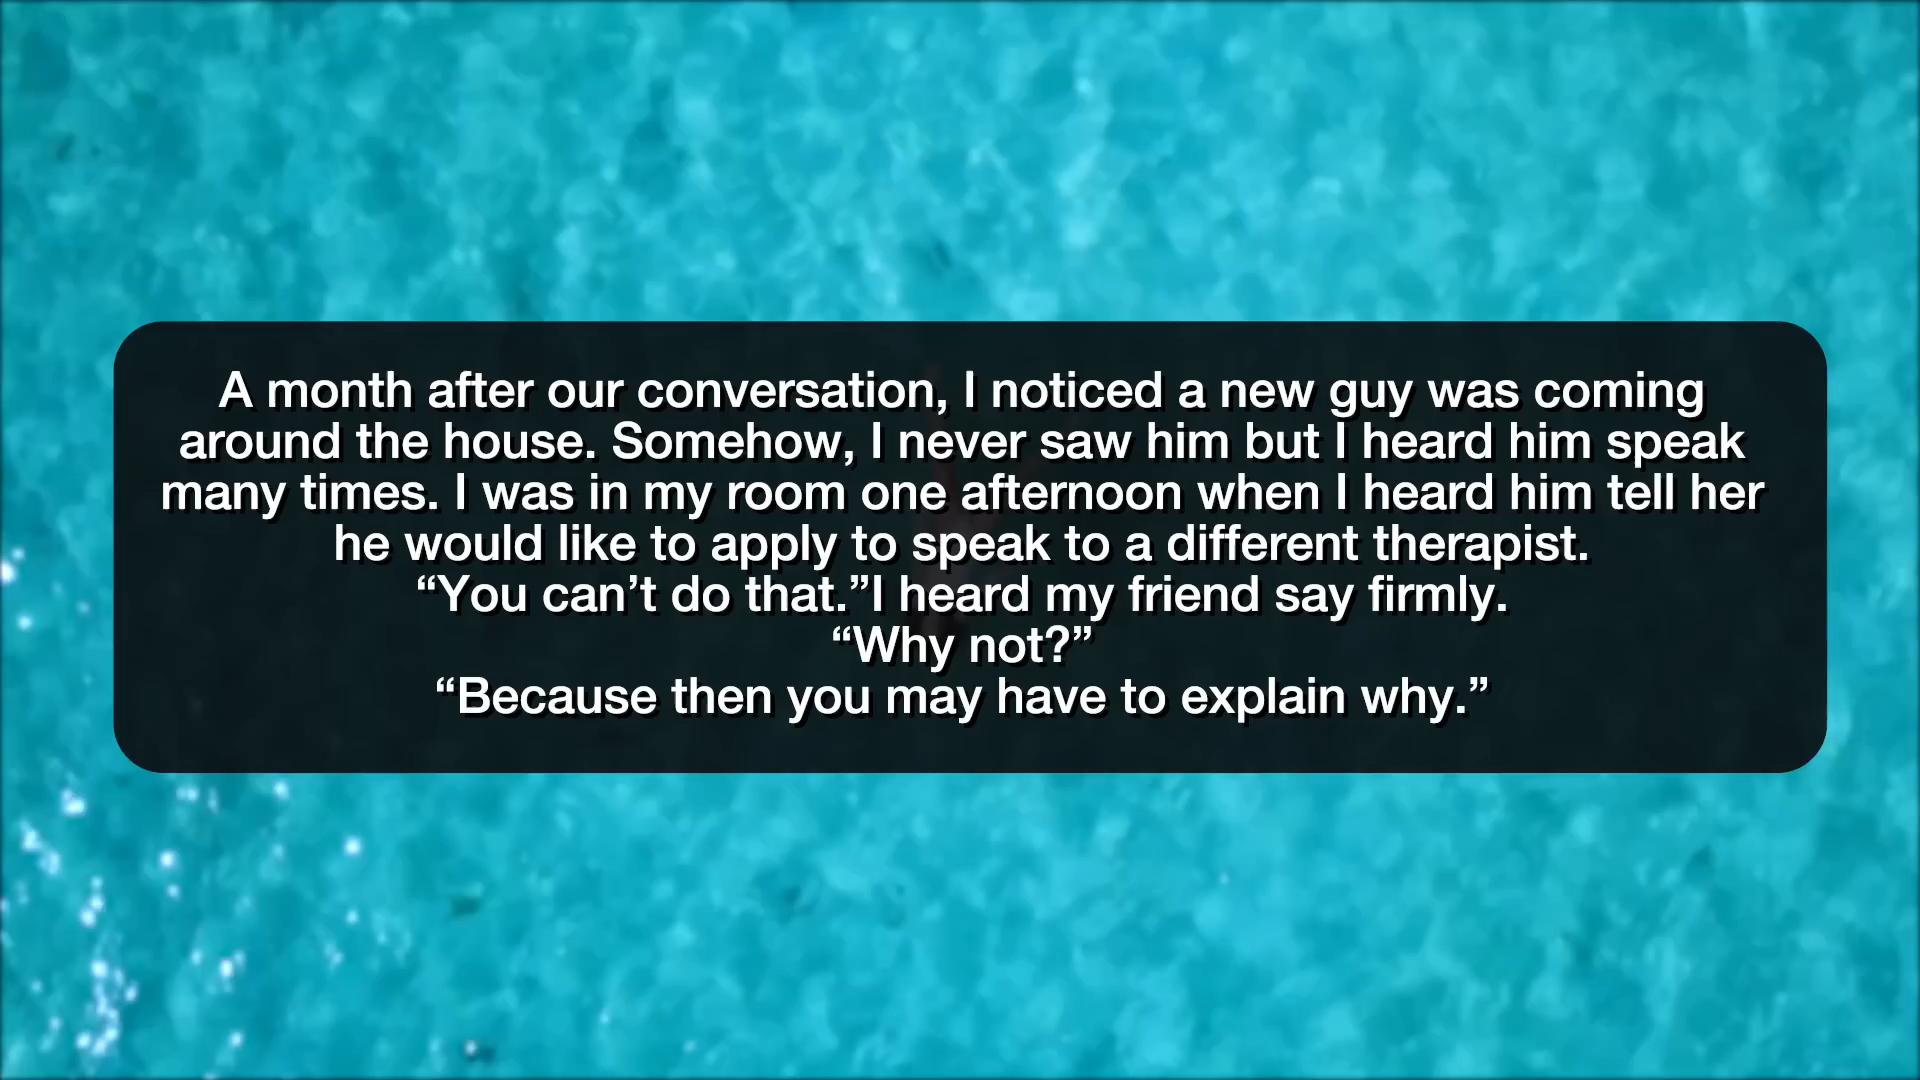 A month after our conversation, I noticed a new guy was coming
around the house. Somehow, I never saw him but I heard him speak
many times. I was in my room one afternoon when I heard him tell her
he would like to apply to speak to a different therapist.
“You can’t do that.”I heard my friend say firmly.
“Why not?”
“Because then you may have to explain why.”